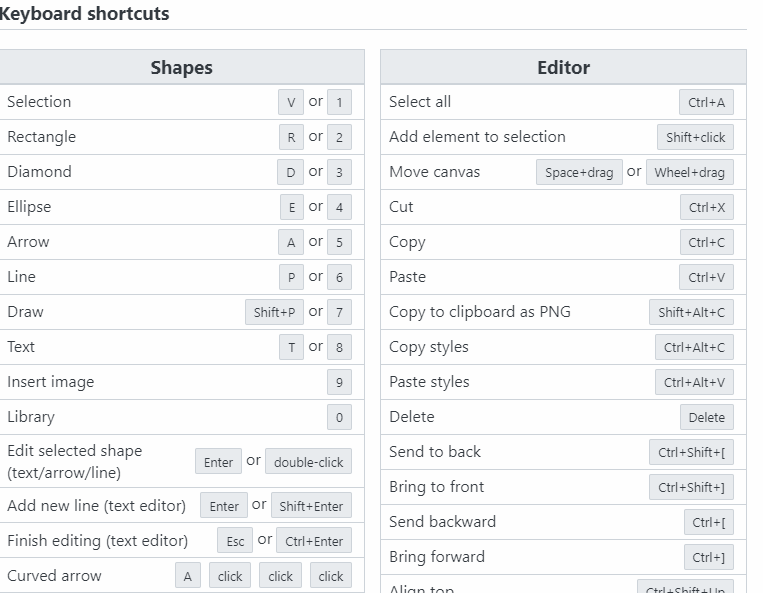 Keyboard shortcuts
Shapes
Selection V or 1
Rectangle R or 2
Diamond D or 3
Ellipse E or 4
Arrow A or 5
Line P or 6
Draw Shift+P or 7
Text T or 8
Insert image 9
Library 0
Edit selected shape
(text/arrow/line) Enter or double-click
Add new line (text editor) Enter or Shift+Enter
Finish editing (text editor) Esc or Ctrl+Enter
Curved arrow A click click click
Editor
Select all Ctrl+A
Add element to selection Shift+click
Move canvas Space+drag or Wheel+drag
Cut Ctrl+X
Copy Ctrl+C
Paste Ctrl+V
Copy to clipboard as PNG Shift+Alt+C
Copy styles Ctrl+Alt+C
Paste styles Ctrl+Alt+V
Delete Delete
Send to back Ctrl+Shift+[
Bring to front Ctrl+Shift+]
Send backward Ctrl+[
Bring forward Ctrl+]
Align top Ctrl+Shift+Up